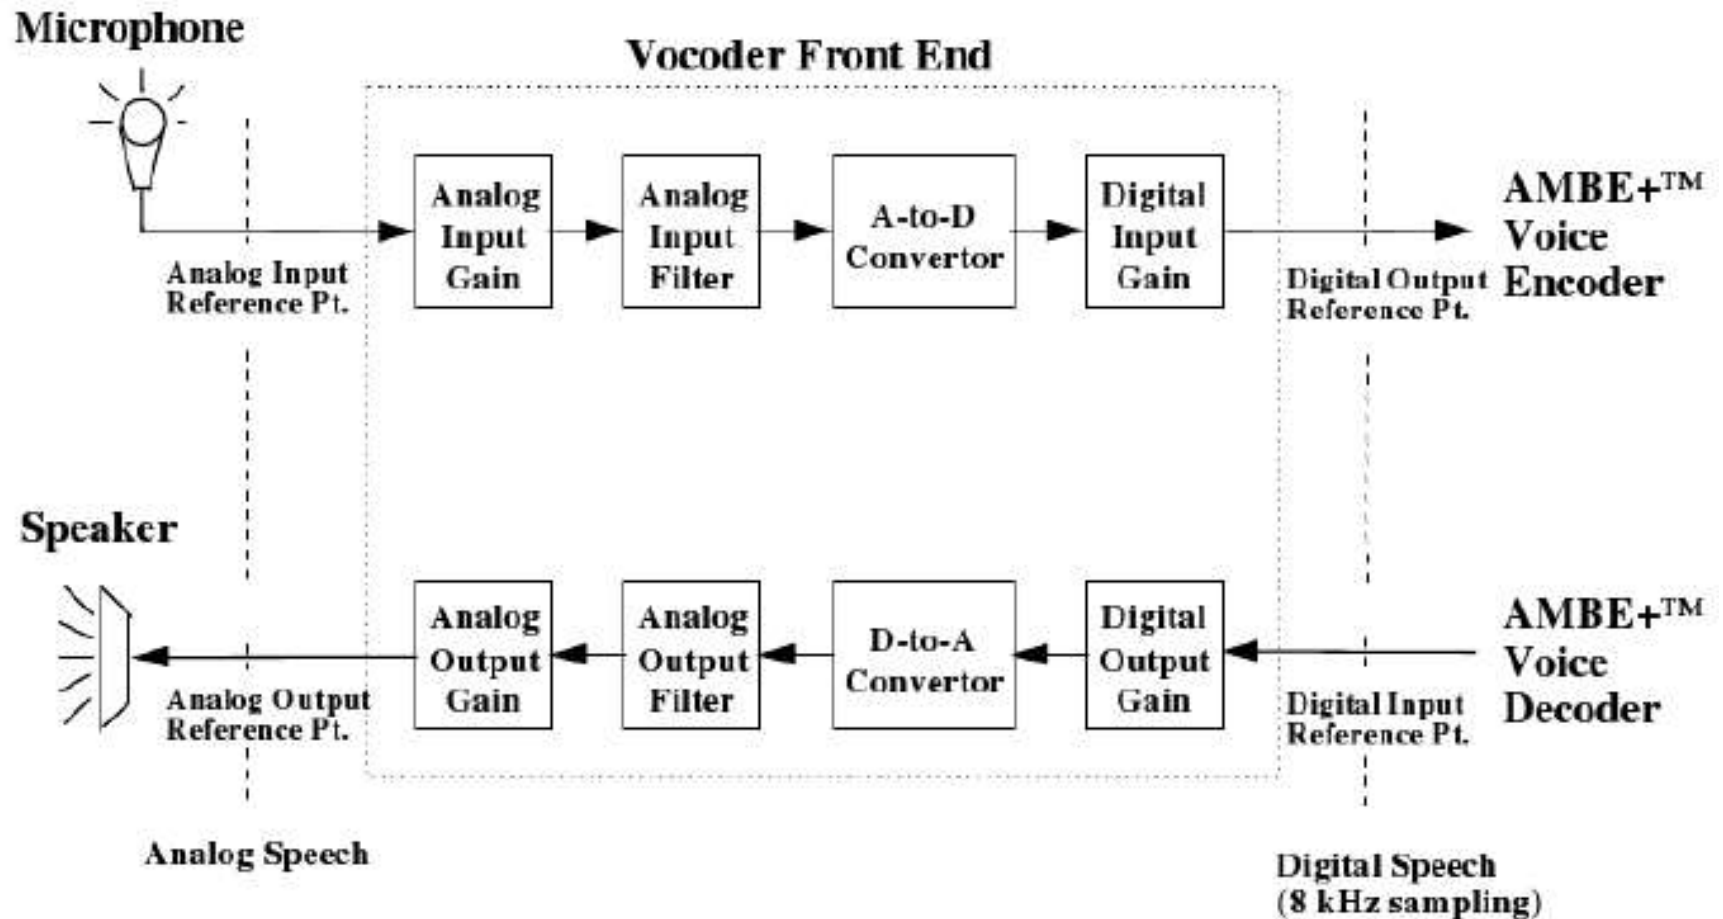 Microphone
Vocoder Front End
Analog
Input
Gain
Analog
Input
Filter
A-to-D
Convertor
Digital
Input
Gain
AMBE+™
Voice
Encoder
Analog Input
Reference Pt.
Digital Output
Reference Pt.
Speaker
Analog
Output
Gain
Analog
Output
Filter
D-to-A
Convertor
Digital
Output
Gain
AMBE+™
Voice
Decoder
Analog Output
Reference Pt.
Digital Input
Reference Pt.
Analog Speech
Digital Speech
(8 kHz sampling)